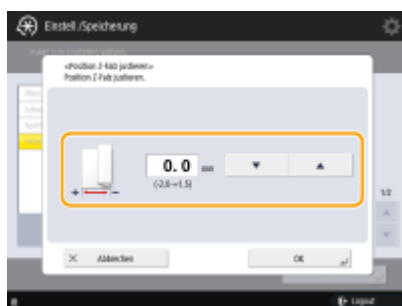 Einstell./Speicherung
<Position Z-Falz justieren>
Position Z-Falz justieren.
0.0 mm
(-2,0~+1,5)
+ −
1/2
Abbrechen
OK
Logout